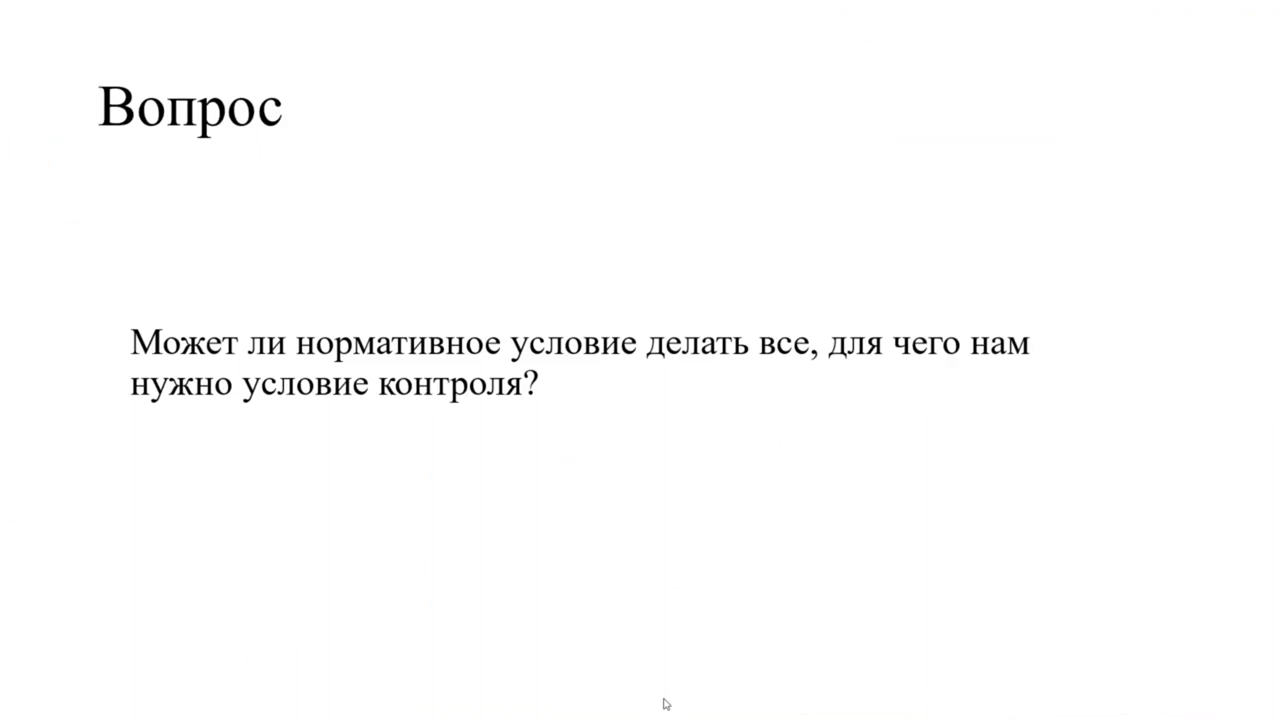 Вопрос
Может ли нормативное условие делать все, для чего нам
нужно условие контроля?